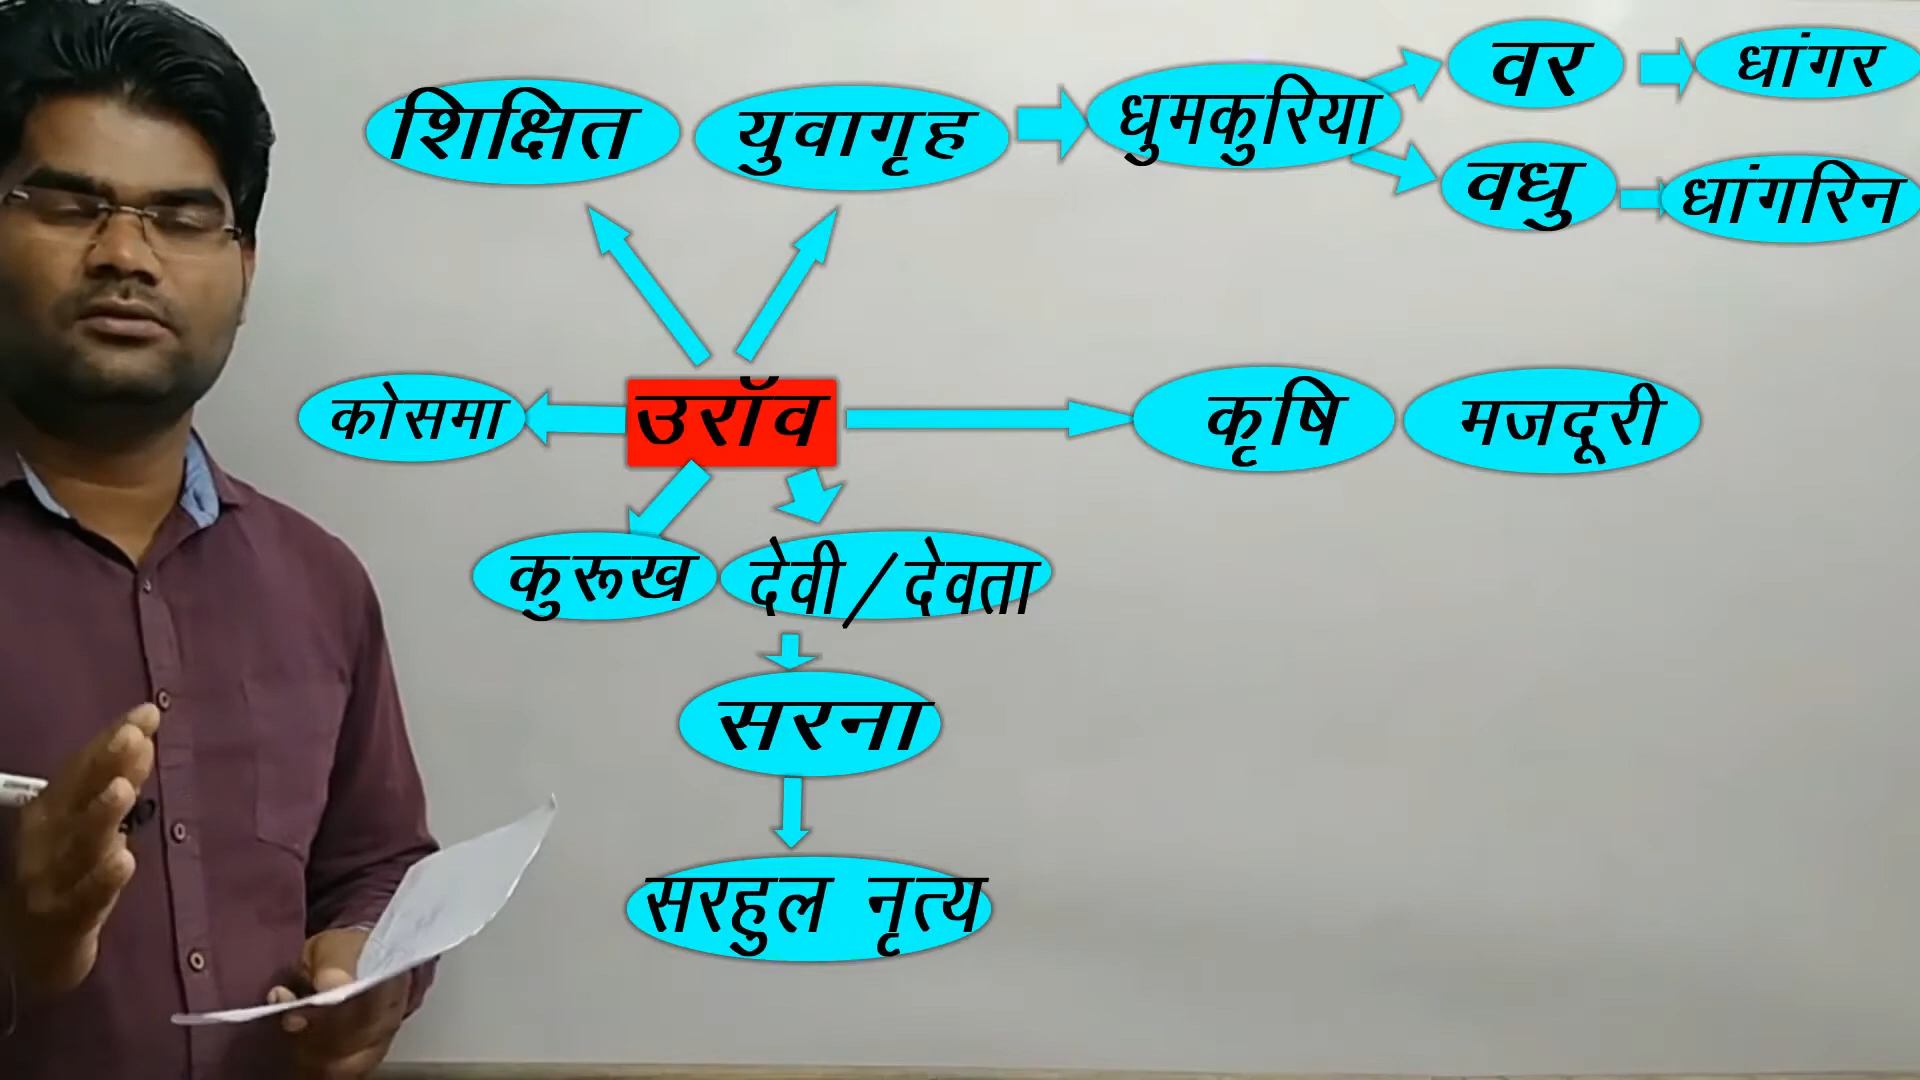 शिक्षित युवागृह धुमकुरिया वर धांगर
वधु धांगरिन
कोसमा उरॉव कृषि मजदूरी
कुरूख देवी/देवता
सरना
सरहुल नृत्य